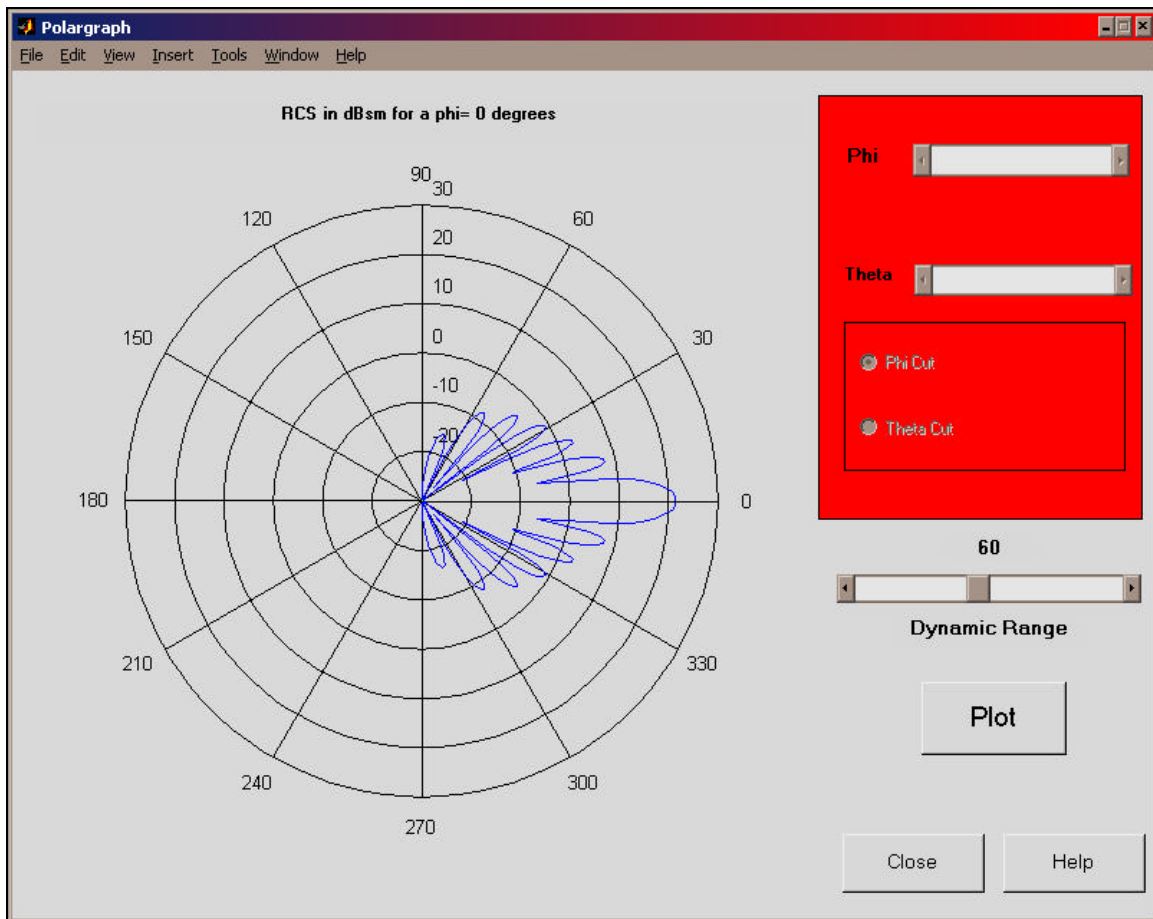 Polargraph
File Edit View Insert Tools Window Help
RCS in dBsm for a phi= 0 degrees
90
30
120
60
20
10
150
0
30
-10
-20
180
0
210
330
240
300
270
Phi
Theta
Phi Cut
Theta Cut
60
Dynamic Range
Plot
Close
Help